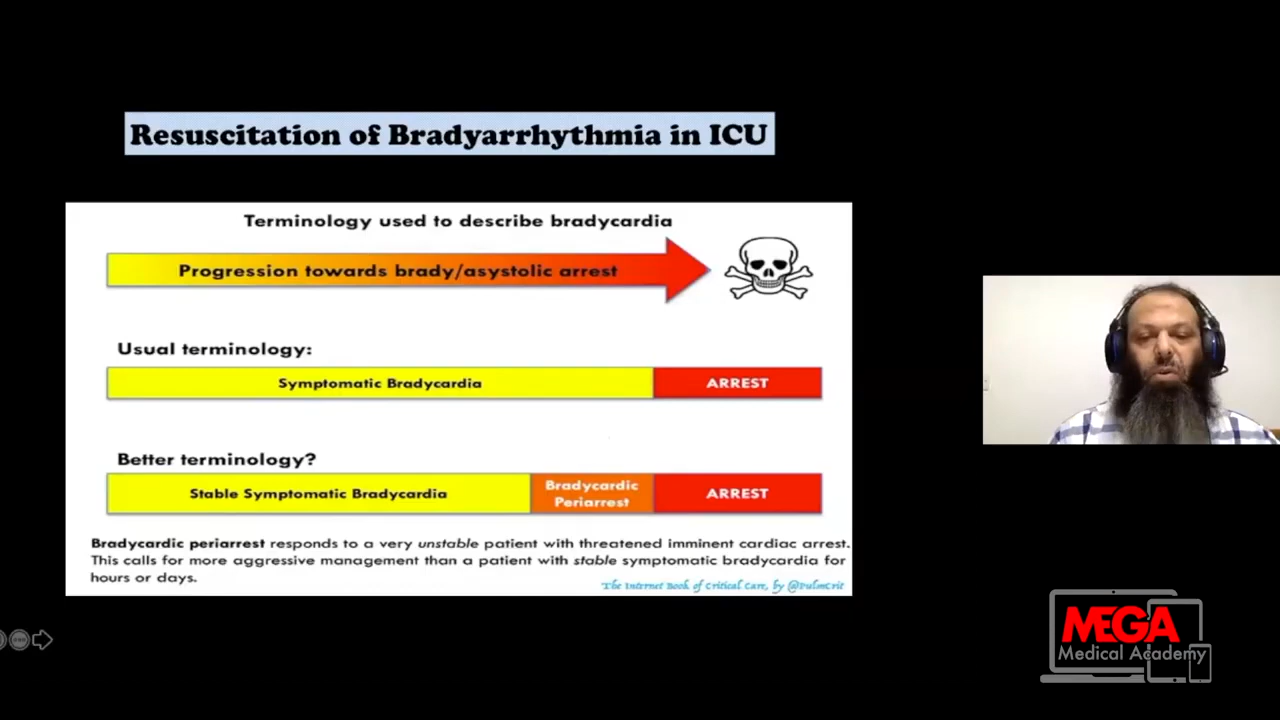 Resuscitation of Bradyarrhythmia in ICU
Terminology used to describe bradycardia
Progression towards brady/asystolic arrest
Usual terminology:
Symptomatic Bradycardia
ARREST
Better terminology?
Stable Symptomatic Bradycardia
Bradycardic
Periarrest
ARREST
Bradycardic periarrest responds to a very unstable patient with threatened imminent cardiac arrest.
This calls for more aggressive management than a patient with stable symptomatic bradycardia for
hours or days.
The Internet Book of Critical Care, by @PulmCrit
MEGA
Medical Academy